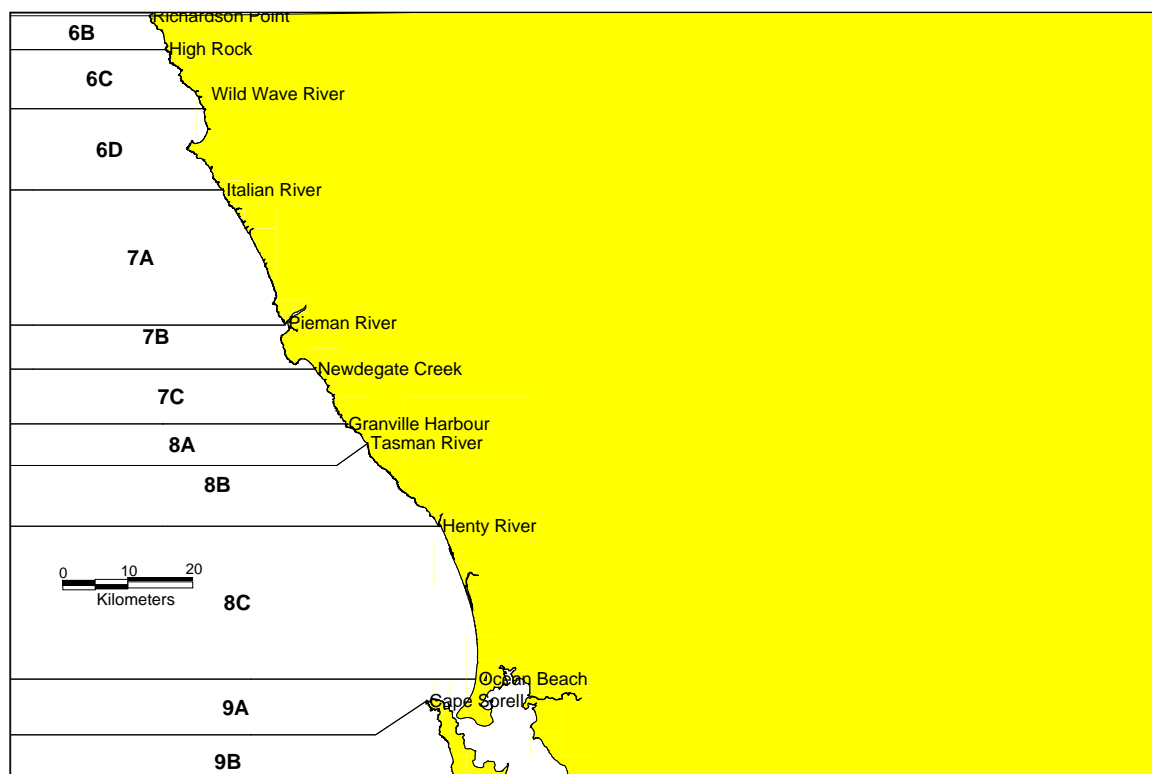 Richardson Point
6B
High Rock
6C
Wild Wave River
6D
Italian River
7A
Pieman River
7B
Newdegate Creek
7C
Granville Harbour
8A
Tasman River
8B
Henty River
0 10 20
Kilometers
8C
Ocean Beach
Cape Sorell
9A
9B